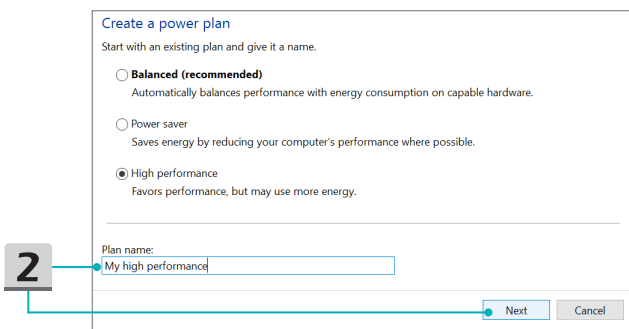 Create a power plan
Start with an existing plan and give it a name.
Balanced (recommended)
Automatically balances performance with energy consumption on capable hardware.
Power saver
Saves energy by reducing your computer's performance where possible.
High performance
Favors performance, but may use more energy.
Plan name:
2
My high performance
Next
Cancel